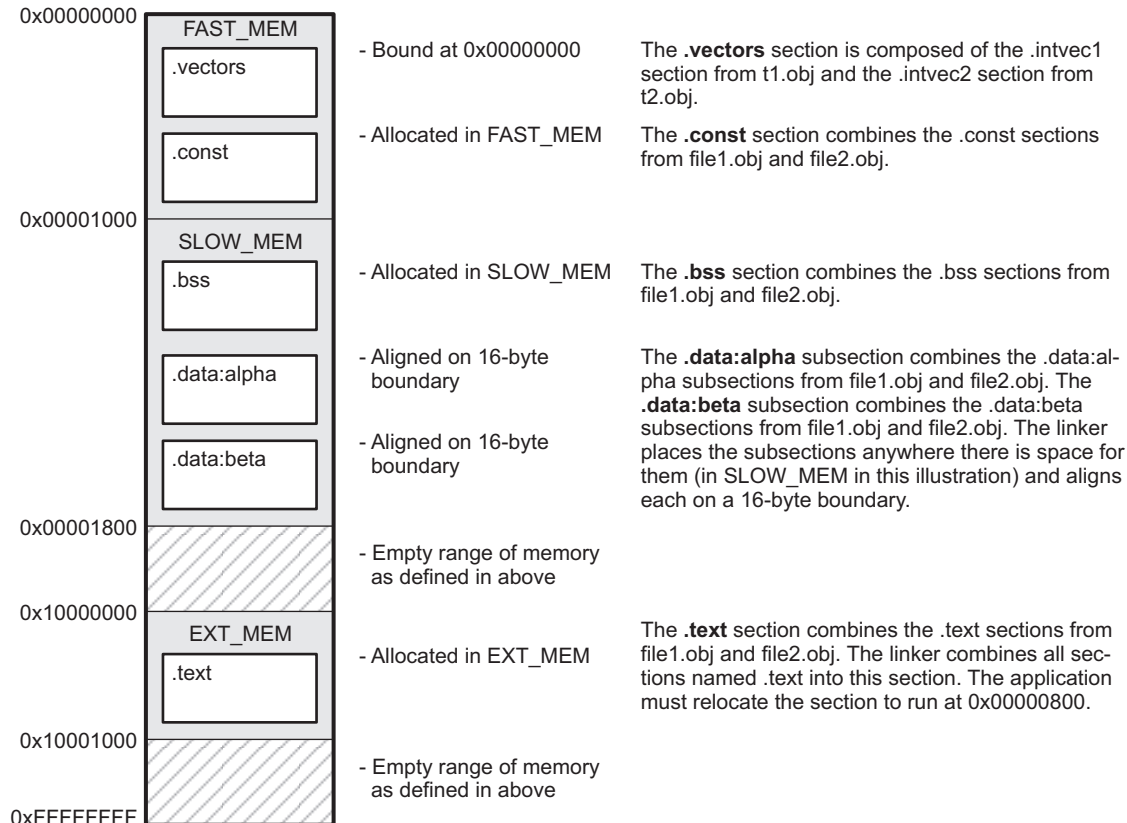 0x00000000
FAST_MEM
.vectors
- Bound at 0x00000000
The .vectors section is composed of the .intvec1
section from t1.obj and the .intvec2 section from
t2.obj.
.const
- Allocated in FAST_MEM
The .const section combines the .const sections
from file1.obj and file2.obj.
0x00001000
SLOW_MEM
.bss
- Allocated in SLOW_MEM
The .bss section combines the .bss sections from
file1.obj and file2.obj.
.data:alpha
- Aligned on 16-byte
boundary
.data:beta
- Aligned on 16-byte
boundary
The .data:alpha subsection combines the .data:al-
pha subsections from file1.obj and file2.obj. The
.data:beta subsection combines the .data:beta
subsections from file1.obj and file2.obj. The linker
places the subsections anywhere there is space for
them (in SLOW_MEM in this illustration) and aligns
each on a 16-byte boundary.
0x00001800
- Empty range of memory
as defined in above
0x10000000
EXT_MEM
.text
- Allocated in EXT_MEM
The .text section combines the .text sections from
file1.obj and file2.obj. The linker combines all sec-
tions named .text into this section. The application
must relocate the section to run at 0x00000800.
0x10001000
- Empty range of memory
as defined in above
0xFFFFFFFF